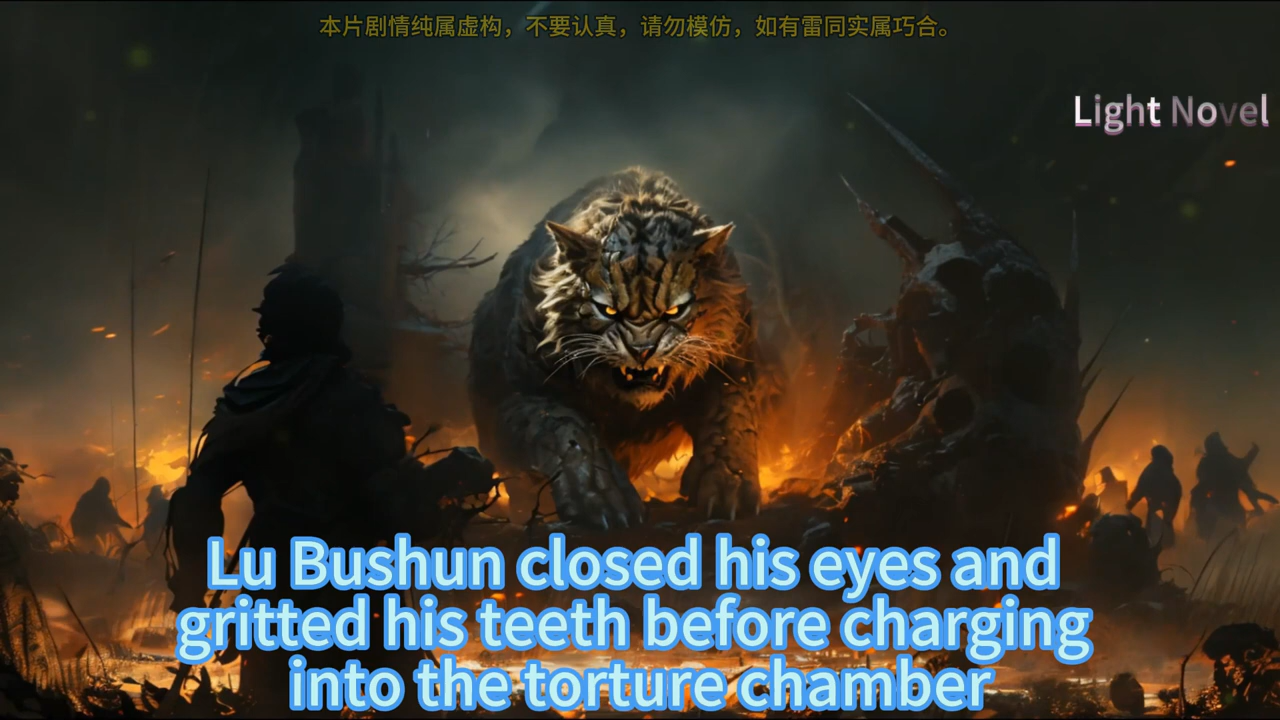 本片剧情纯属虚构，不要认真，请勿模仿，如有雷同实属巧合。
Light Novel
Lu Bushun closed his eyes and
gritted his teeth before charging
into the torture chamber